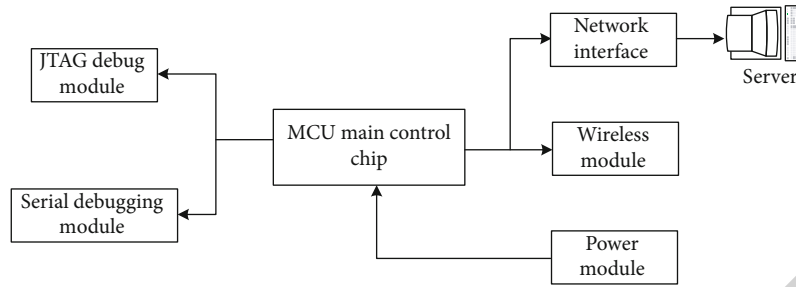 JTAG debug
module
Serial debugging
module
MCU main control
chip
Network
interface
Server
Wireless
module
Power
module